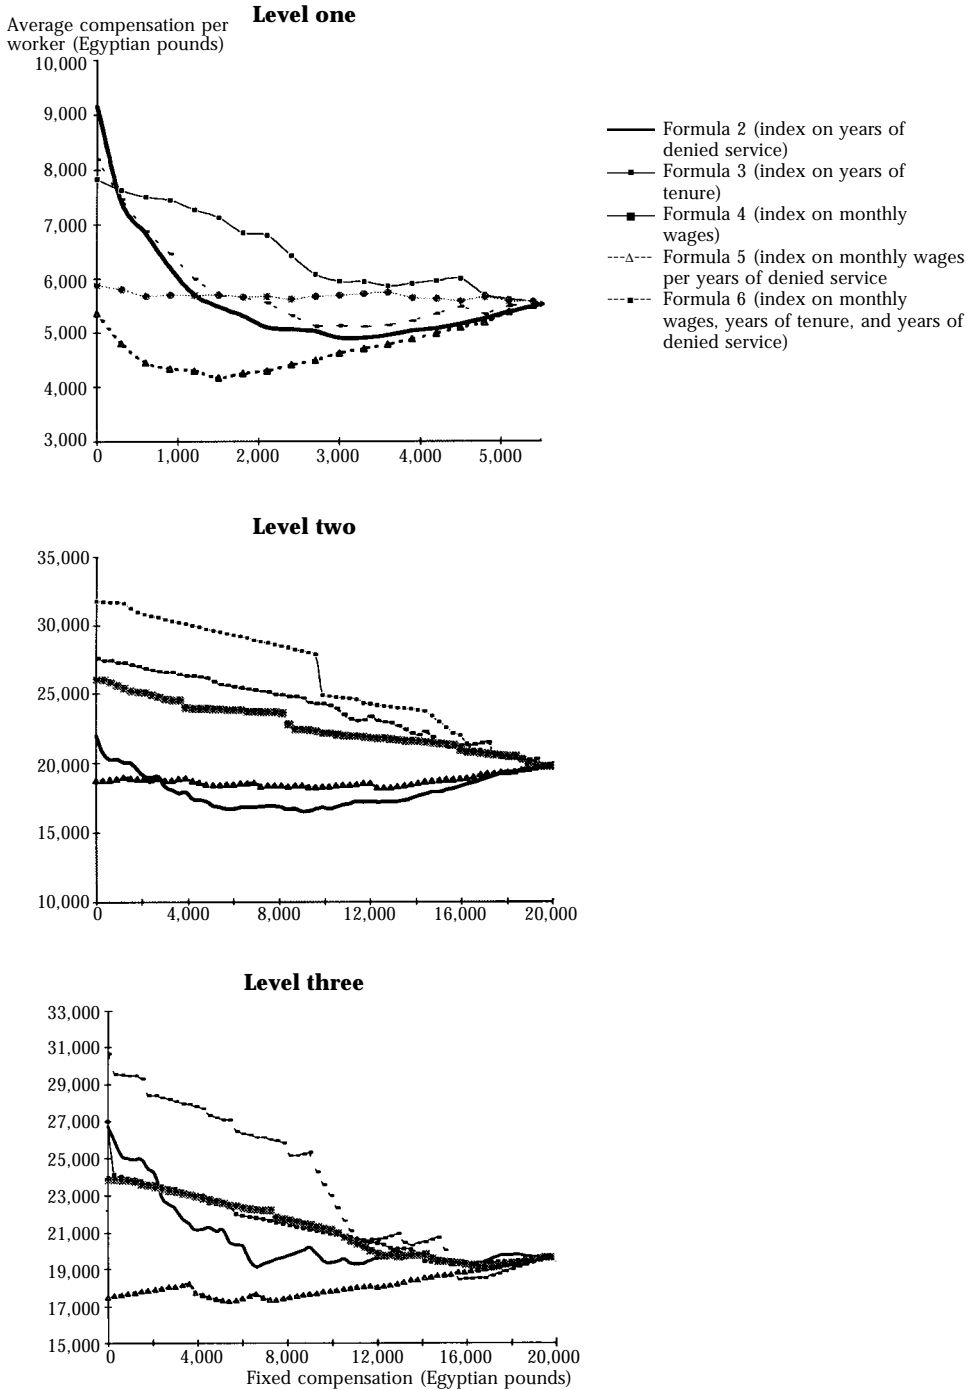 Level one
Average compensation per
worker (Egyptian pounds)
10,000
9,000
8,000
7,000
6,000
5,000
4,000
3,000
0 1,000 2,000 3,000 4,000 5,000
Formula 2 (index on years of
denied service)
Formula 3 (index on years of
tenure)
Formula 4 (index on monthly
wages)
Formula 5 (index on monthly wages
per years of denied service
Formula 6 (index on monthly
wages, years of tenure, and years of
denied service)
Level two
35,000
30,000
25,000
20,000
15,000
10,000
0 4,000 8,000 12,000 16,000 20,000
Level three
33,000
31,000
29,000
27,000
25,000
23,000
21,000
19,000
17,000
15,000
0 4,000 8,000 12,000 16,000 20,000
Fixed compensation (Egyptian pounds)